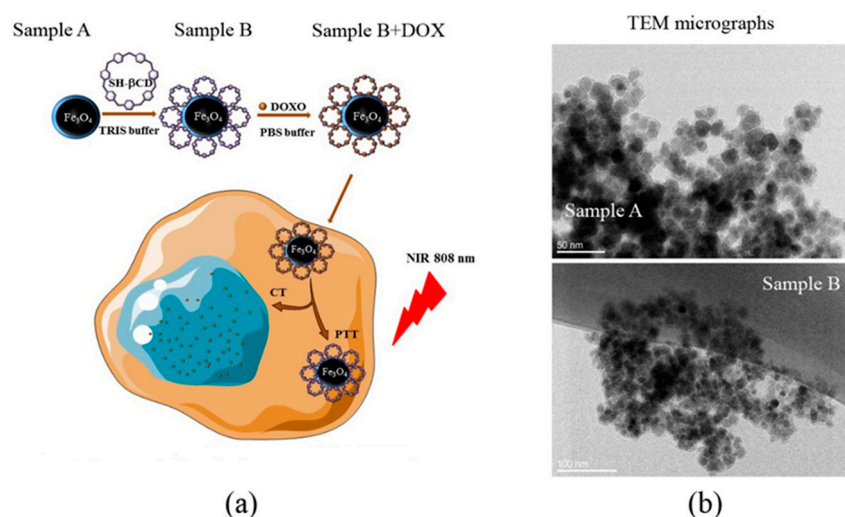 Sample A
Sample B
Sample B+DOX
SH-βCD
Fe₃O₄
TRIS buffer
Fe₃O₄
DOXO
PBS buffer
Fe₃O₄
Fe₃O₄
NIR 808 nm
CT
PTT
Fe₃O₄
(a)
TEM micrographs
Sample A
50 nm
Sample B
100 nm
(b)